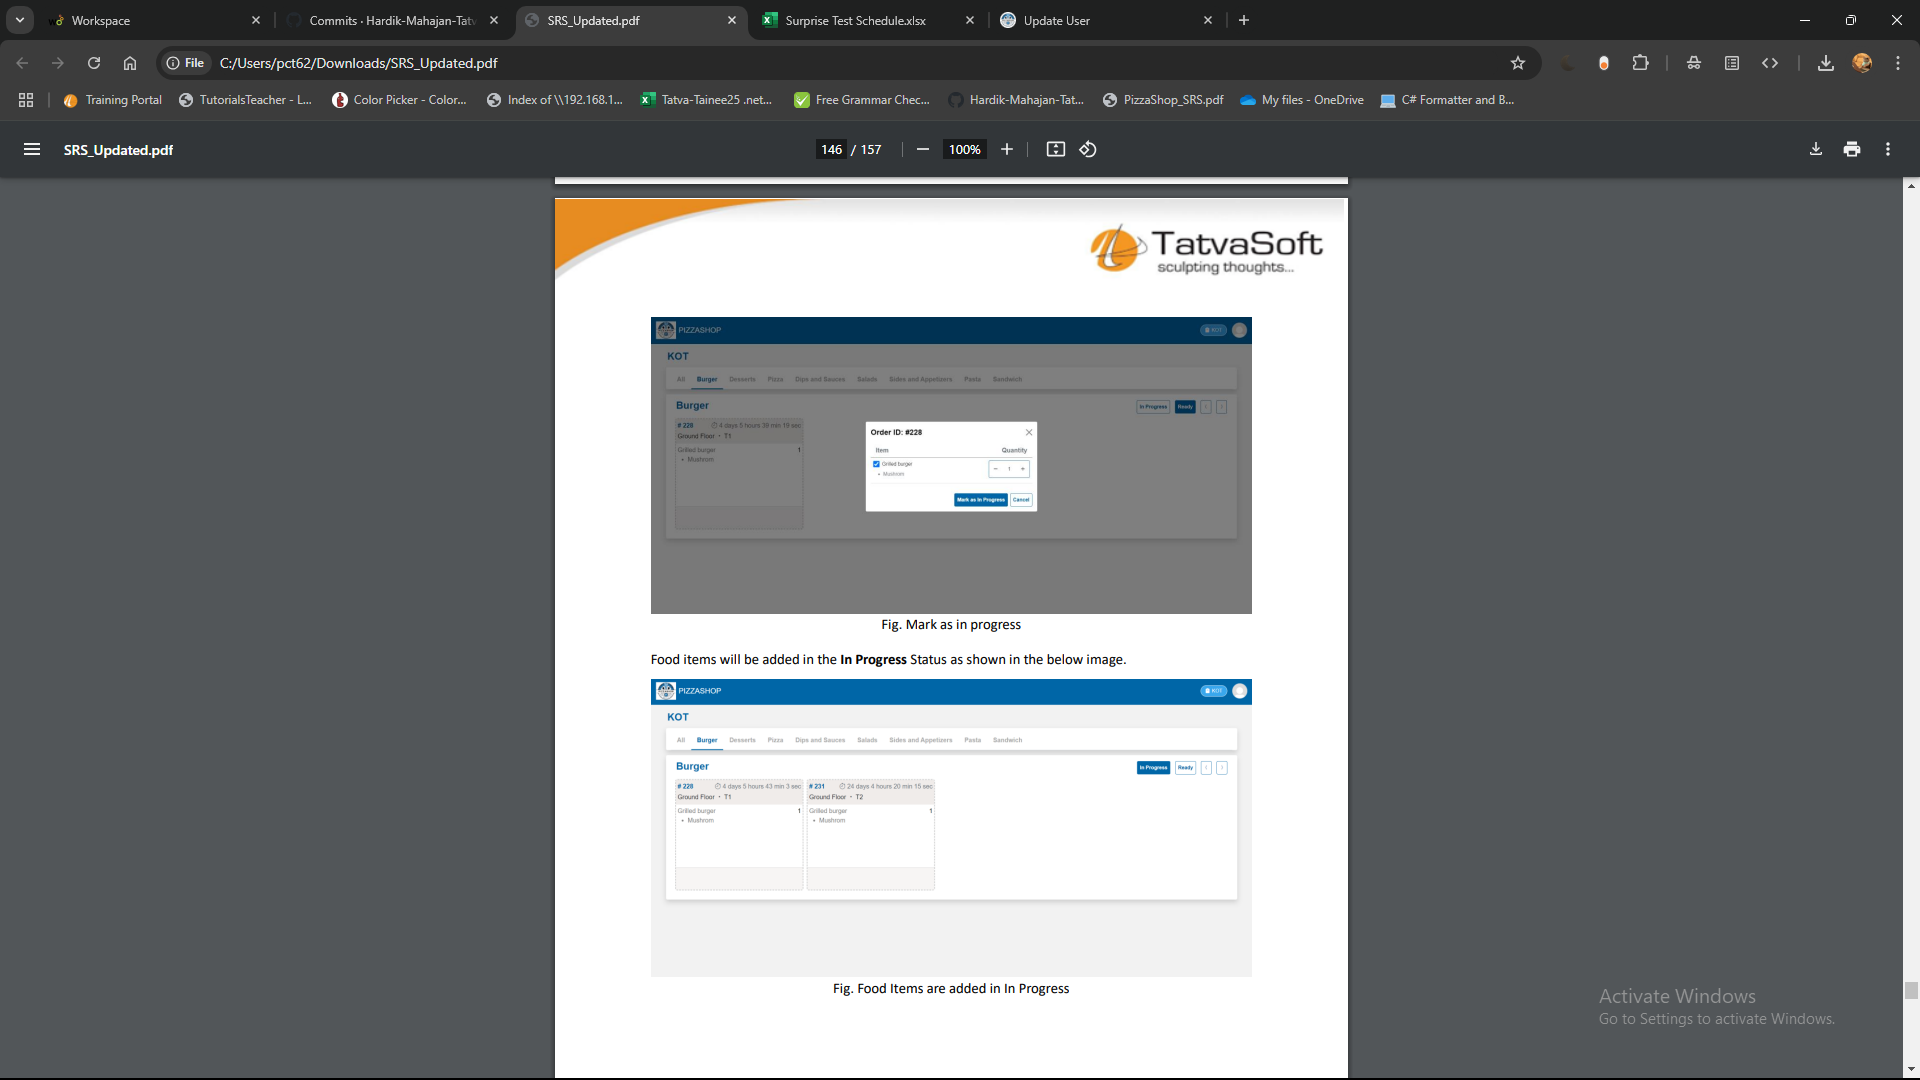 Workspace
Commits · Hardik-Mahajan-Tatv
SRS_Updated.pdf
Surprise Test Schedule.xlsx
Update User
File
C:/Users/pct62/Downloads/SRS_Updated.pdf
Training Portal
TutorialsTeacher - L...
Color Picker - Color...
Index of \\192.168.1...
Tatva-Tainee25 .net...
Free Grammar Chec...
Hardik-Mahajan-Tat...
PizzaShop_SRS.pdf
My files - OneDrive
C# Formatter and B...
SRS_Updated.pdf
146 / 157
100%
TatvaSoft
sculpting thoughts...
PIZZASHOP
KOT
KOT
All Burger Desserts Pizza Dips and Sauces Salads Sides and Appetizers Pasta Sandwich
Burger
In Progress Ready
# 228 4 days 5 hours 39 min 19 sec
Ground Floor • T1
Grilled burger 1
• Mushrom
Order ID: #228
Item Quantity
Grilled burger
− 1 +
• Mushrom
Mark as In Progress Cancel
Fig. Mark as in progress
Food items will be added in the In Progress Status as shown in the below image.
PIZZASHOP
KOT
KOT
All Burger Desserts Pizza Dips and Sauces Salads Sides and Appetizers Pasta Sandwich
Burger
In Progress Ready
# 228 4 days 5 hours 43 min 3 sec
Ground Floor • T1
Grilled burger 1
• Mushrom
# 231 24 days 4 hours 20 min 15 sec
Ground Floor • T2
Grilled burger 1
• Mushrom
Fig. Food Items are added in In Progress
Activate Windows
Go to Settings to activate Windows.